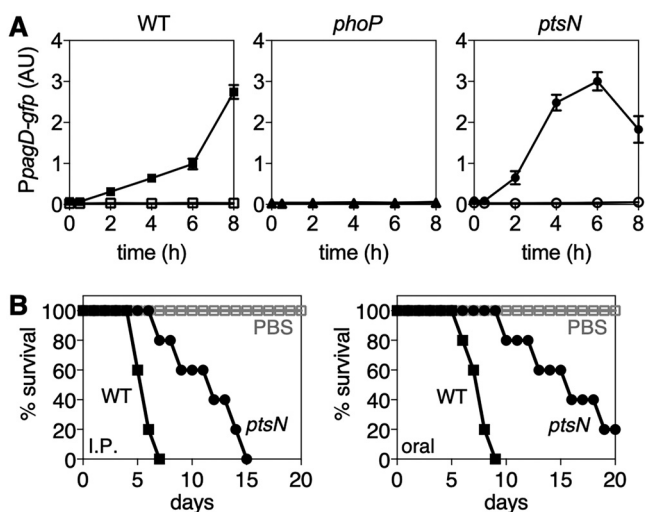 A
WT
phoP
ptsN
PpagD-gfp (AU)
4
3
2
1
0
0 2 4 6 8
time (h)
4
3
2
1
0
0 2 4 6 8
time (h)
4
3
2
1
0
0 2 4 6 8
time (h)
B
% survival
100
80
60
40
20
0
PBS
WT
ptsN
I.P.
0 5 10 15 20
days
% survival
100
80
60
40
20
0
PBS
WT
ptsN
oral
0 5 10 15 20
days